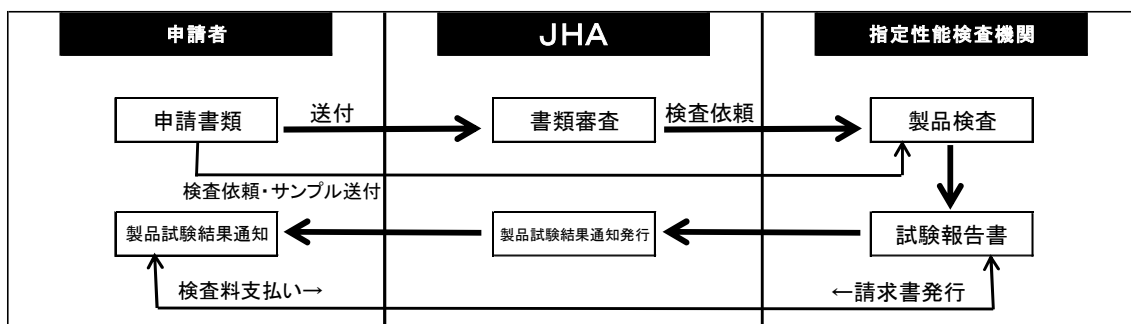 申請者
JHA
指定性能検査機関
申請書類
送付
書類審査
検査依頼
製品検査
検査依頼・サンプル送付
製品試験結果通知
製品試験結果通知発行
試験報告書
検査料支払い→
←請求書発行